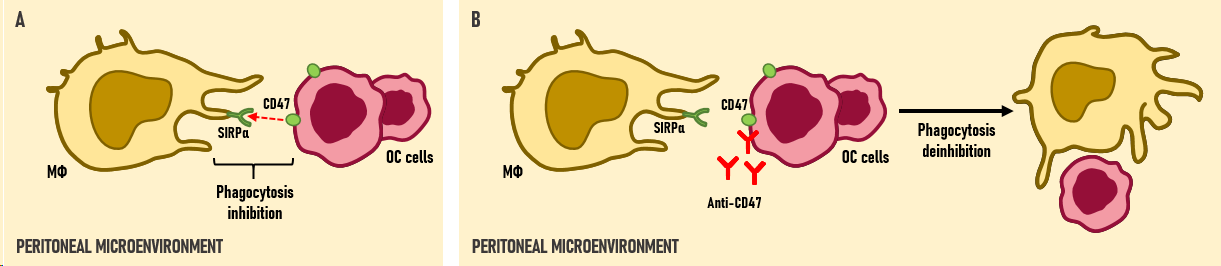 A
CD47
SIRPα
MΦ
OC cells
Phagocytosis
inhibition
PERITONEAL MICROENVIRONMENT
B
CD47
SIRPα
MΦ
OC cells
Anti-CD47
Phagocytosis
deinhibition
PERITONEAL MICROENVIRONMENT